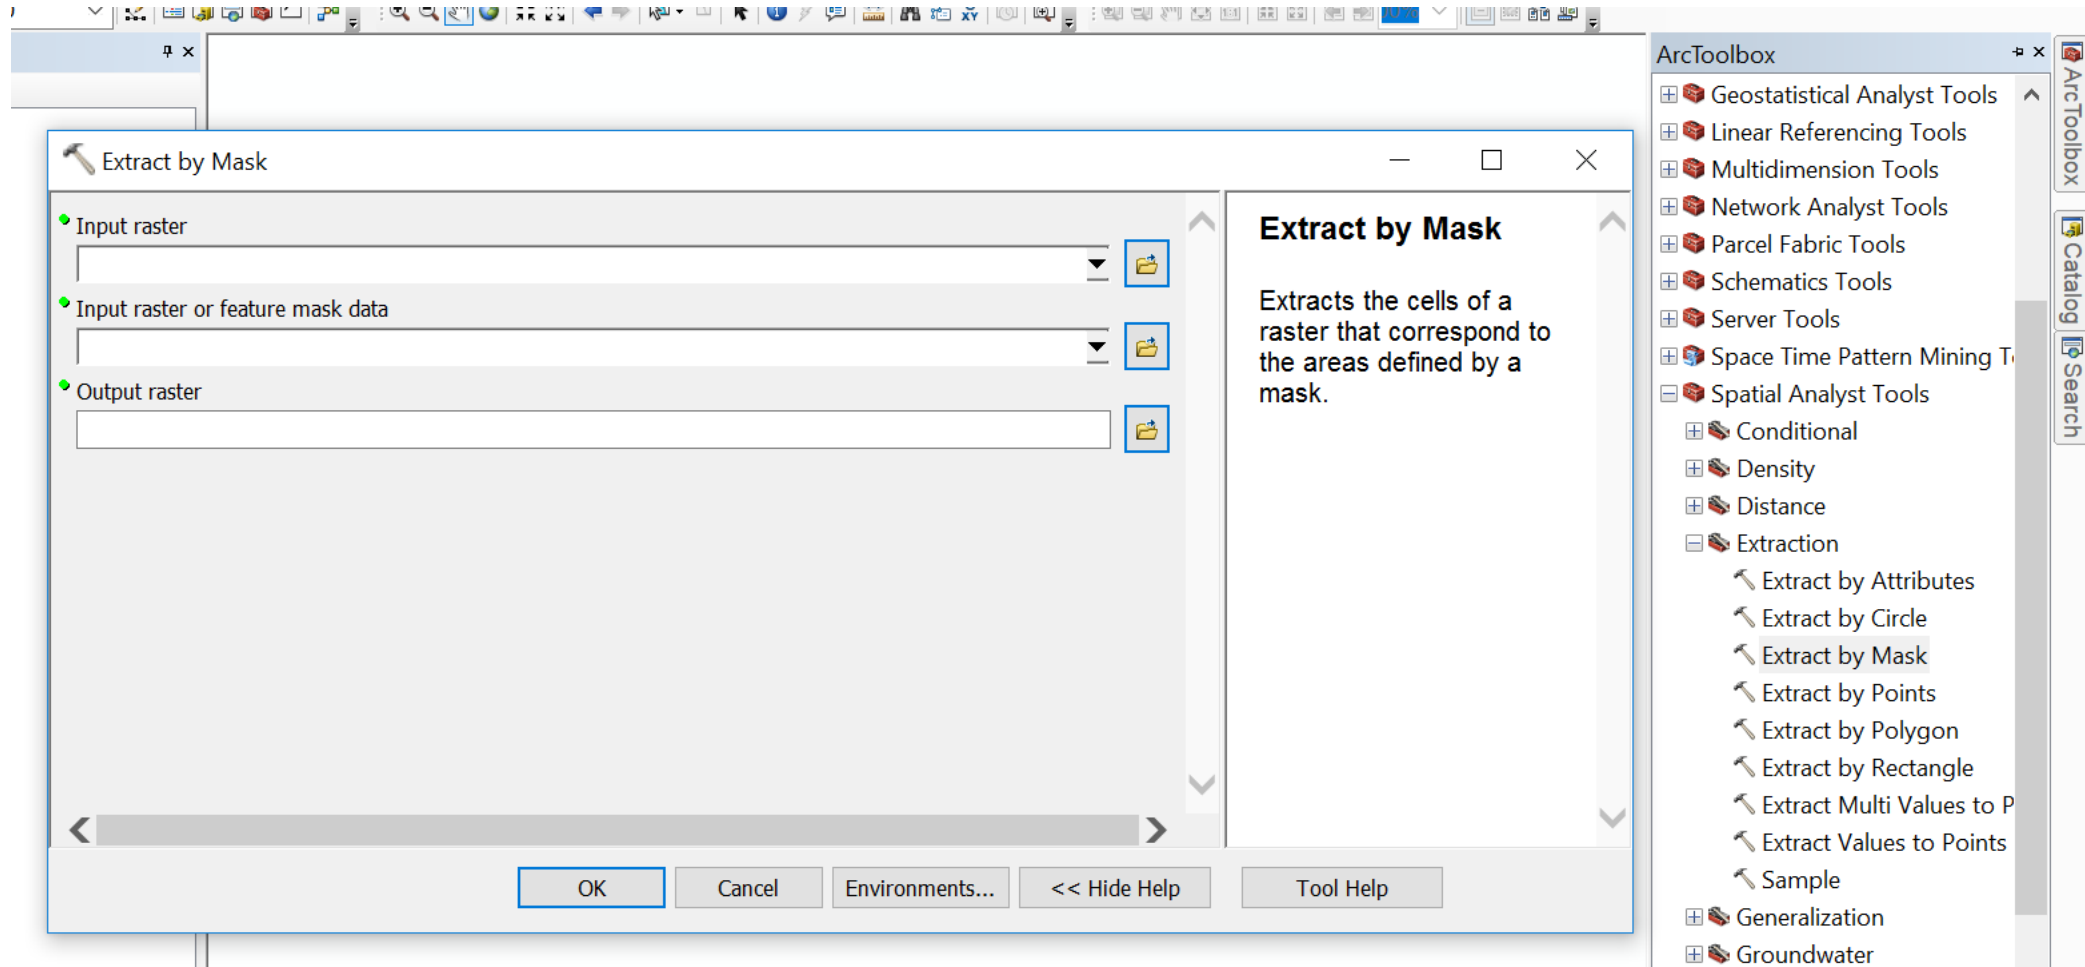 ArcToolbox
Geostatistical Analyst Tools
Linear Referencing Tools
Multidimension Tools
Network Analyst Tools
Parcel Fabric Tools
Schematics Tools
Server Tools
Space Time Pattern Mining T
Spatial Analyst Tools
Conditional
Density
Distance
Extraction
Extract by Attributes
Extract by Circle
Extract by Mask
Extract by Points
Extract by Polygon
Extract by Rectangle
Extract Multi Values to P
Extract Values to Points
Sample
Generalization
Groundwater
ArcToolbox
Catalog
Search
Extract by Mask
Input raster
Input raster or feature mask data
Output raster
Extract by Mask
Extracts the cells of a
raster that correspond to
the areas defined by a
mask.
OK
Cancel
Environments...
<< Hide Help
Tool Help